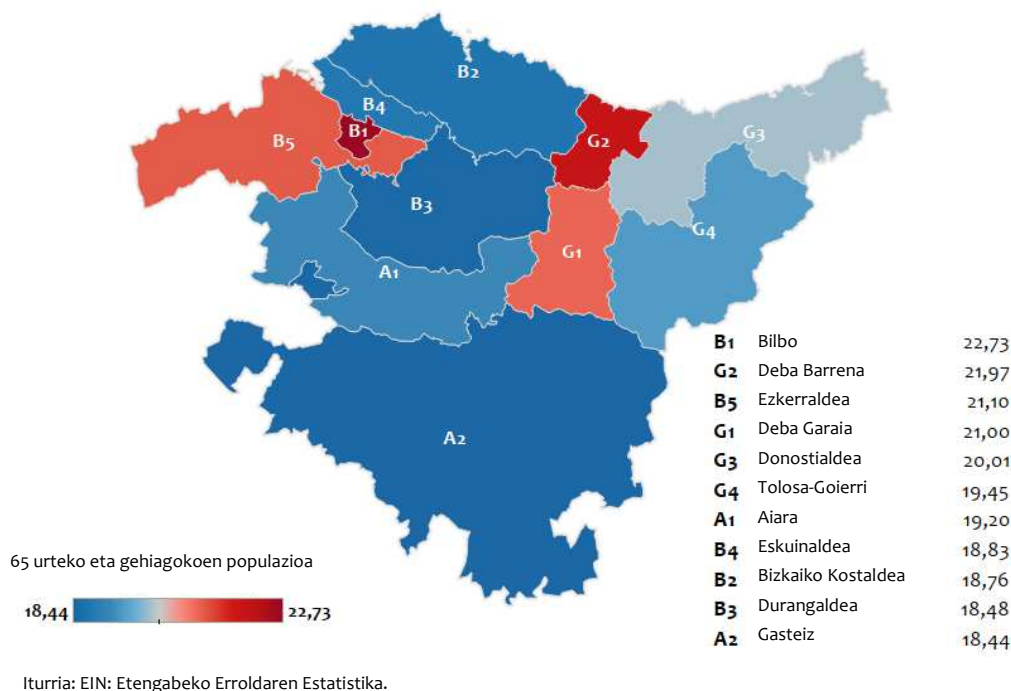 B2
B4
B1
B5
G2
G3
B3
G4
G1
A1
A2
B1 Bilbo 22,73
G2 Deba Barrena 21,97
B5 Ezkerraldea 21,10
G1 Deba Garaia 21,00
G3 Donostialdea 20,01
G4 Tolosa-Goierri 19,45
A1 Aiara 19,20
B4 Eskuinaldea 18,83
B2 Bizkaiko Kostaldea 18,76
B3 Durangaldea 18,48
A2 Gasteiz 18,44
65 urteko eta gehiagokoen populazioa
18,44 22,73
Iturria: EIN: Etengabeko Erroldaren Estatistika.